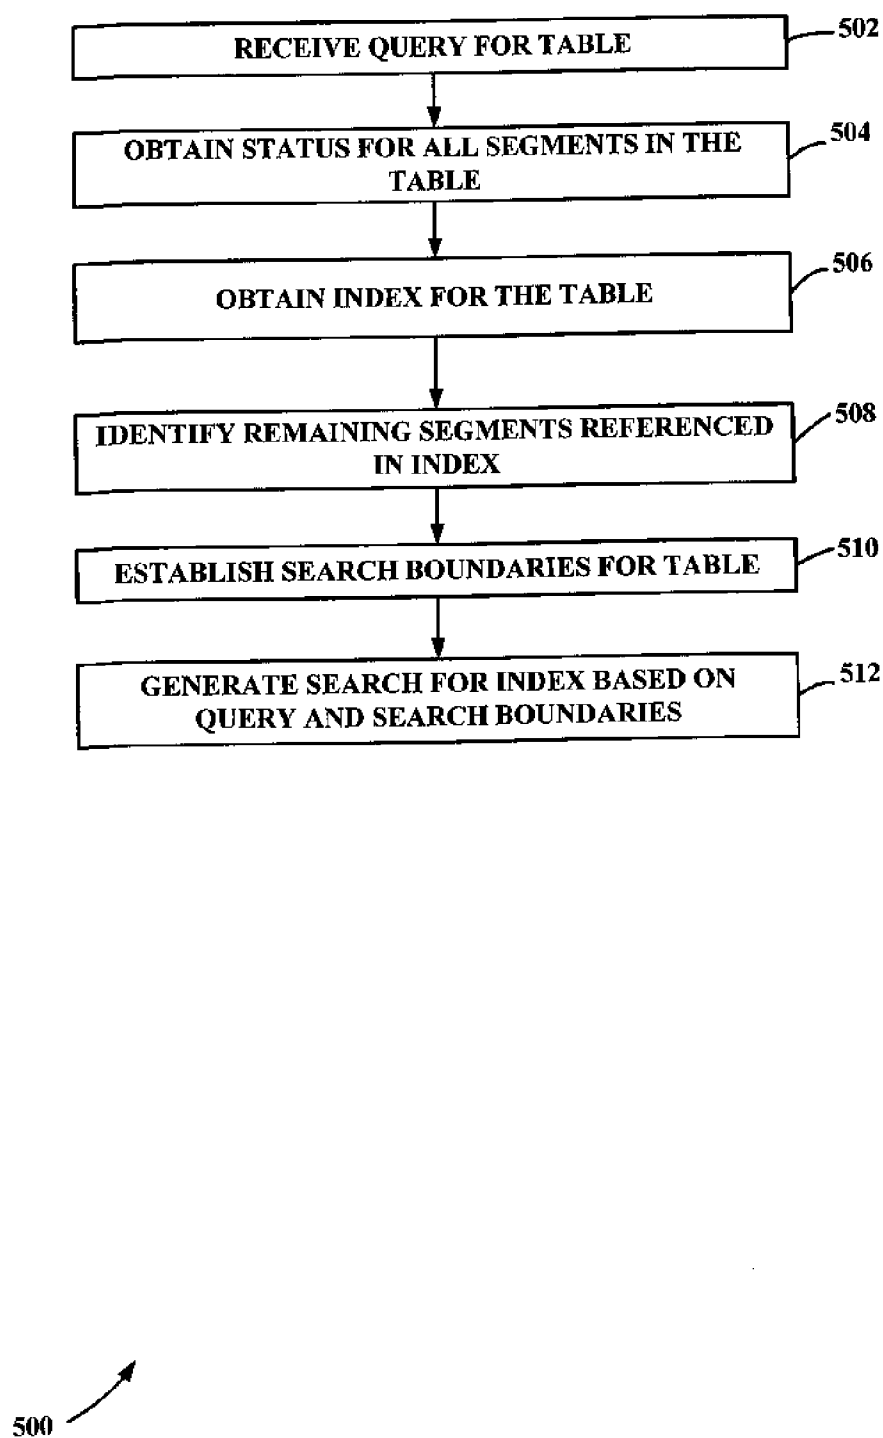 RECEIVE QUERY FOR TABLE
502
OBTAIN STATUS FOR ALL SEGMENTS IN THE
TABLE
504
OBTAIN INDEX FOR THE TABLE
506
IDENTIFY REMAINING SEGMENTS REFERENCED
IN INDEX
508
ESTABLISH SEARCH BOUNDARIES FOR TABLE
510
GENERATE SEARCH FOR INDEX BASED ON
QUERY AND SEARCH BOUNDARIES
512
500